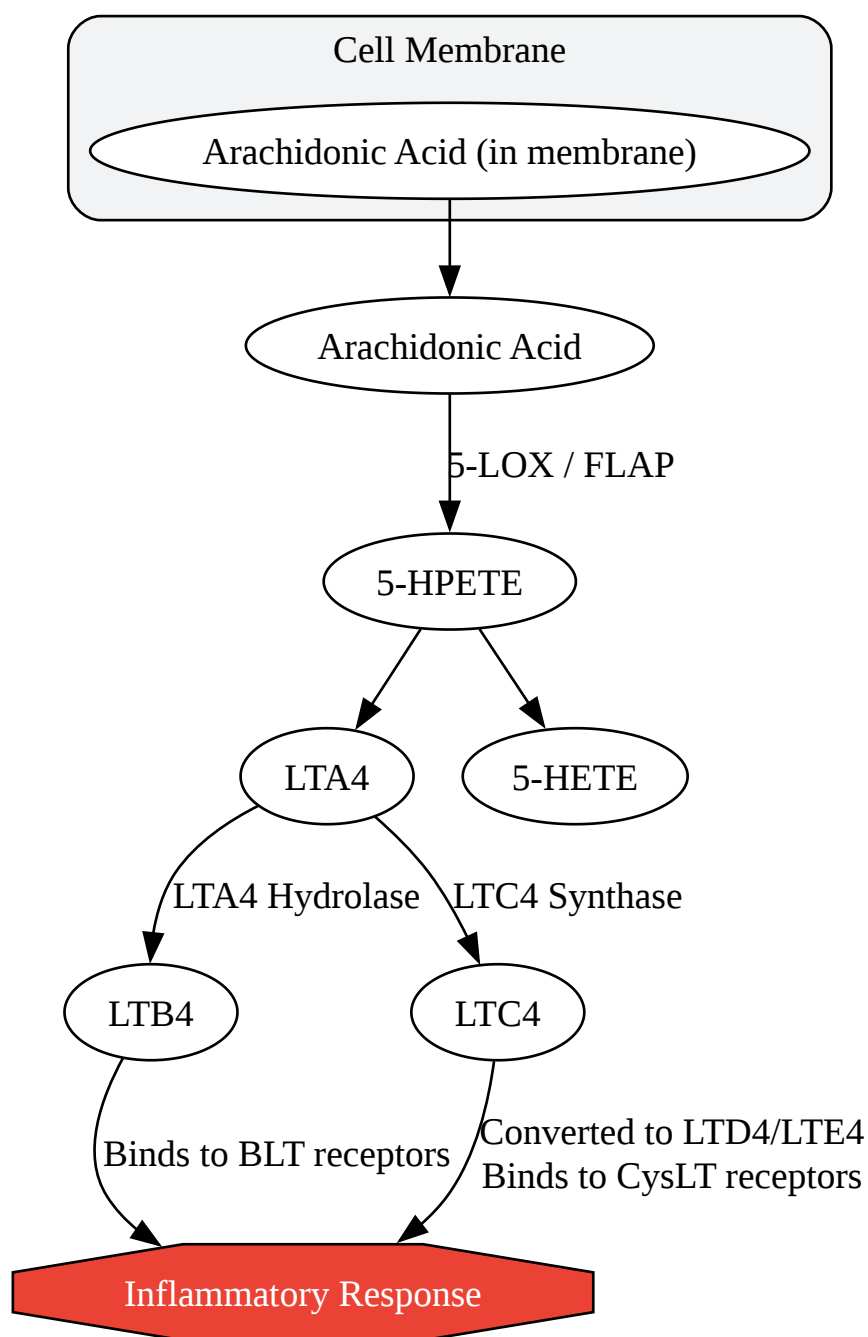 Cell Membrane
Arachidonic Acid (in membrane)
Arachidonic Acid
5-LOX / FLAP
5-HPETE
LTA4
5-HETE
LTA4 Hydrolase
LTC4 Synthase
LTB4
LTC4
Binds to BLT receptors
Converted to LTD4/LTE4
Binds to CysLT receptors
Inflammatory Response